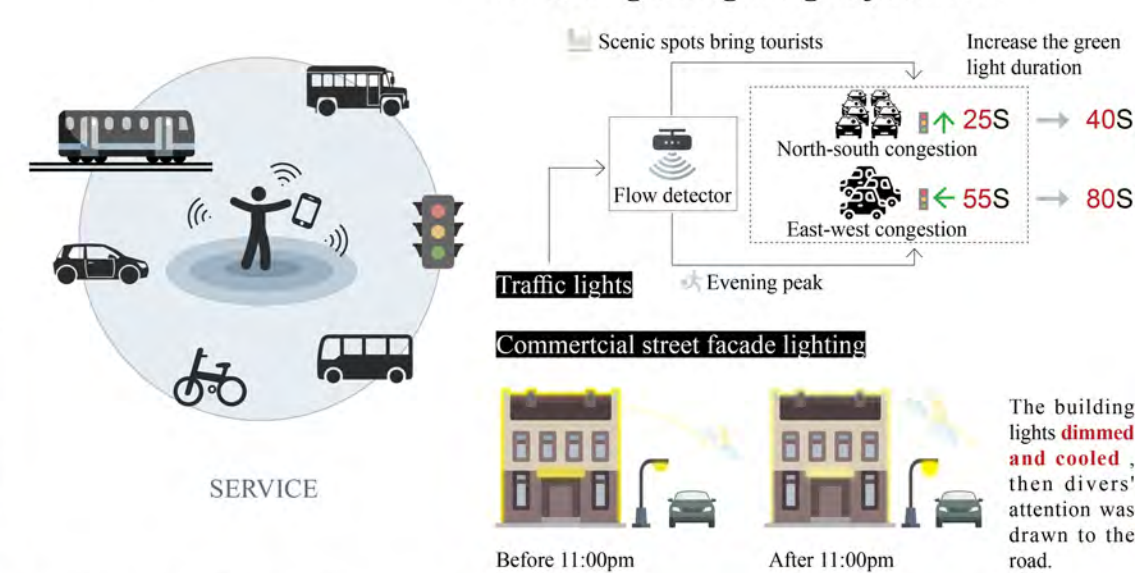 Scenic spots bring tourists
Increase the green
light duration
25S
40S
North-south congestion
Flow detector
55S
80S
East-west congestion
Traffic lights
Evening peak
Commertcial street facade lighting
The building
lights dimmed
and cooled ,
then divers'
attention was
drawn to the
road.
SERVICE
Before 11:00pm
After 11:00pm